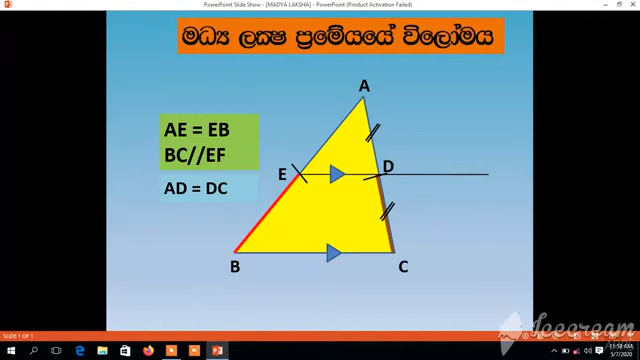 PowerPoint Slide Show - MADYA LAKSHA - PowerPoint (Product Activation Failed)
මධ්‍ය ලක්ෂ ප්‍රමේයයේ විලෝමය
A
AE = EB
BC//EF
AD = DC
E
D
B
C
SLIDE 1 OF 1
Icecream
11:58 AM
5/7/2020